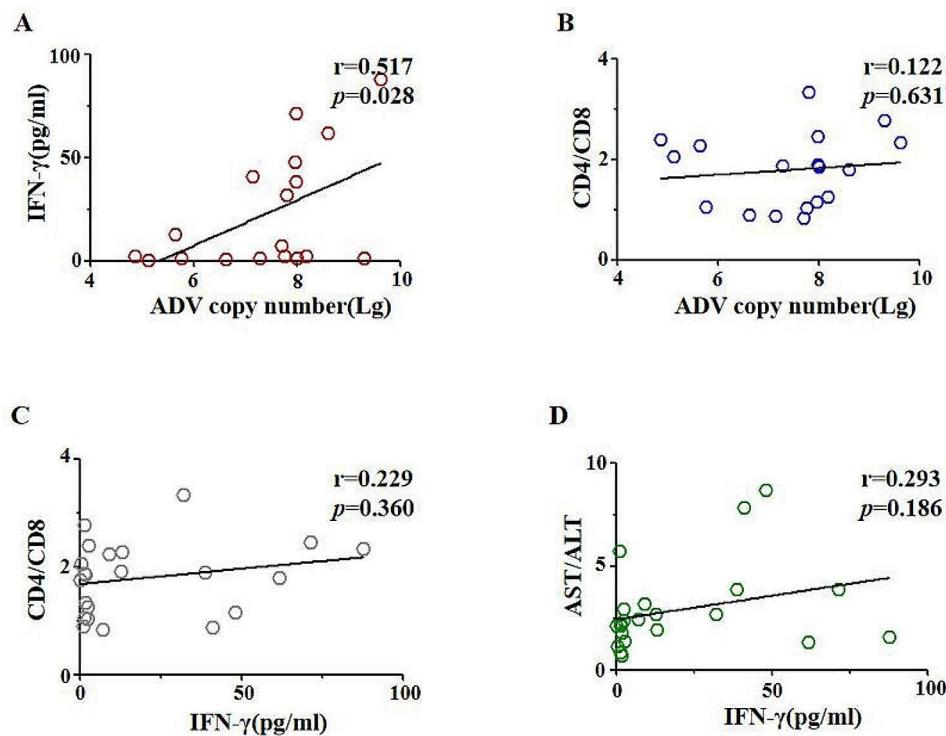 A
B
100
50
0
IFN-γ(pg/ml)
r=0.517
p=0.028
4
6
8
10
ADV copy number(Lg)
4
2
0
CD4/CD8
r=0.122
p=0.631
4
6
8
10
ADV copy number(Lg)
C
D
4
2
0
CD4/CD8
r=0.229
p=0.360
0
50
100
IFN-γ(pg/ml)
10
5
0
AST/ALT
r=0.293
p=0.186
0
50
100
IFN-γ(pg/ml)